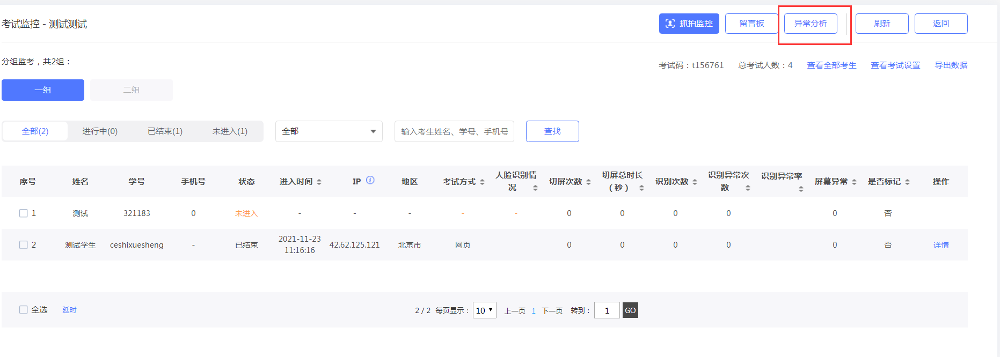 考试监控 - 测试测试
抓拍监控 留言板 异常分析 刷新 返回
分组监考，共2组：
考试码：t156761 总考试人数：4 查看全部考生 查看考试设置 导出数据
一组 二组
全部(2) 进行中(0) 已结束(1) 未进入(1) 全部 输入考生姓名、学号、手机号 查找
序号 姓名 学号 手机号 状态 进入时间 IP 地区 考试方式 人脸识别情况 切屏次数 切屏总时长（秒） 识别次数 识别异常次数 识别异常率 屏幕异常 是否标记 操作
1 测试 321183 0 未进入 - - - - - 0 0 0 0 0 否
2 测试学生 ceshixuesheng - 已结束 2021-11-23 11:16:16 42.62.125.121 北京市 网页 0 0 0 0 0 否 详情
全选 延时 2 / 2 每页显示： 10 上一页 1 下一页 转到： 1 GO